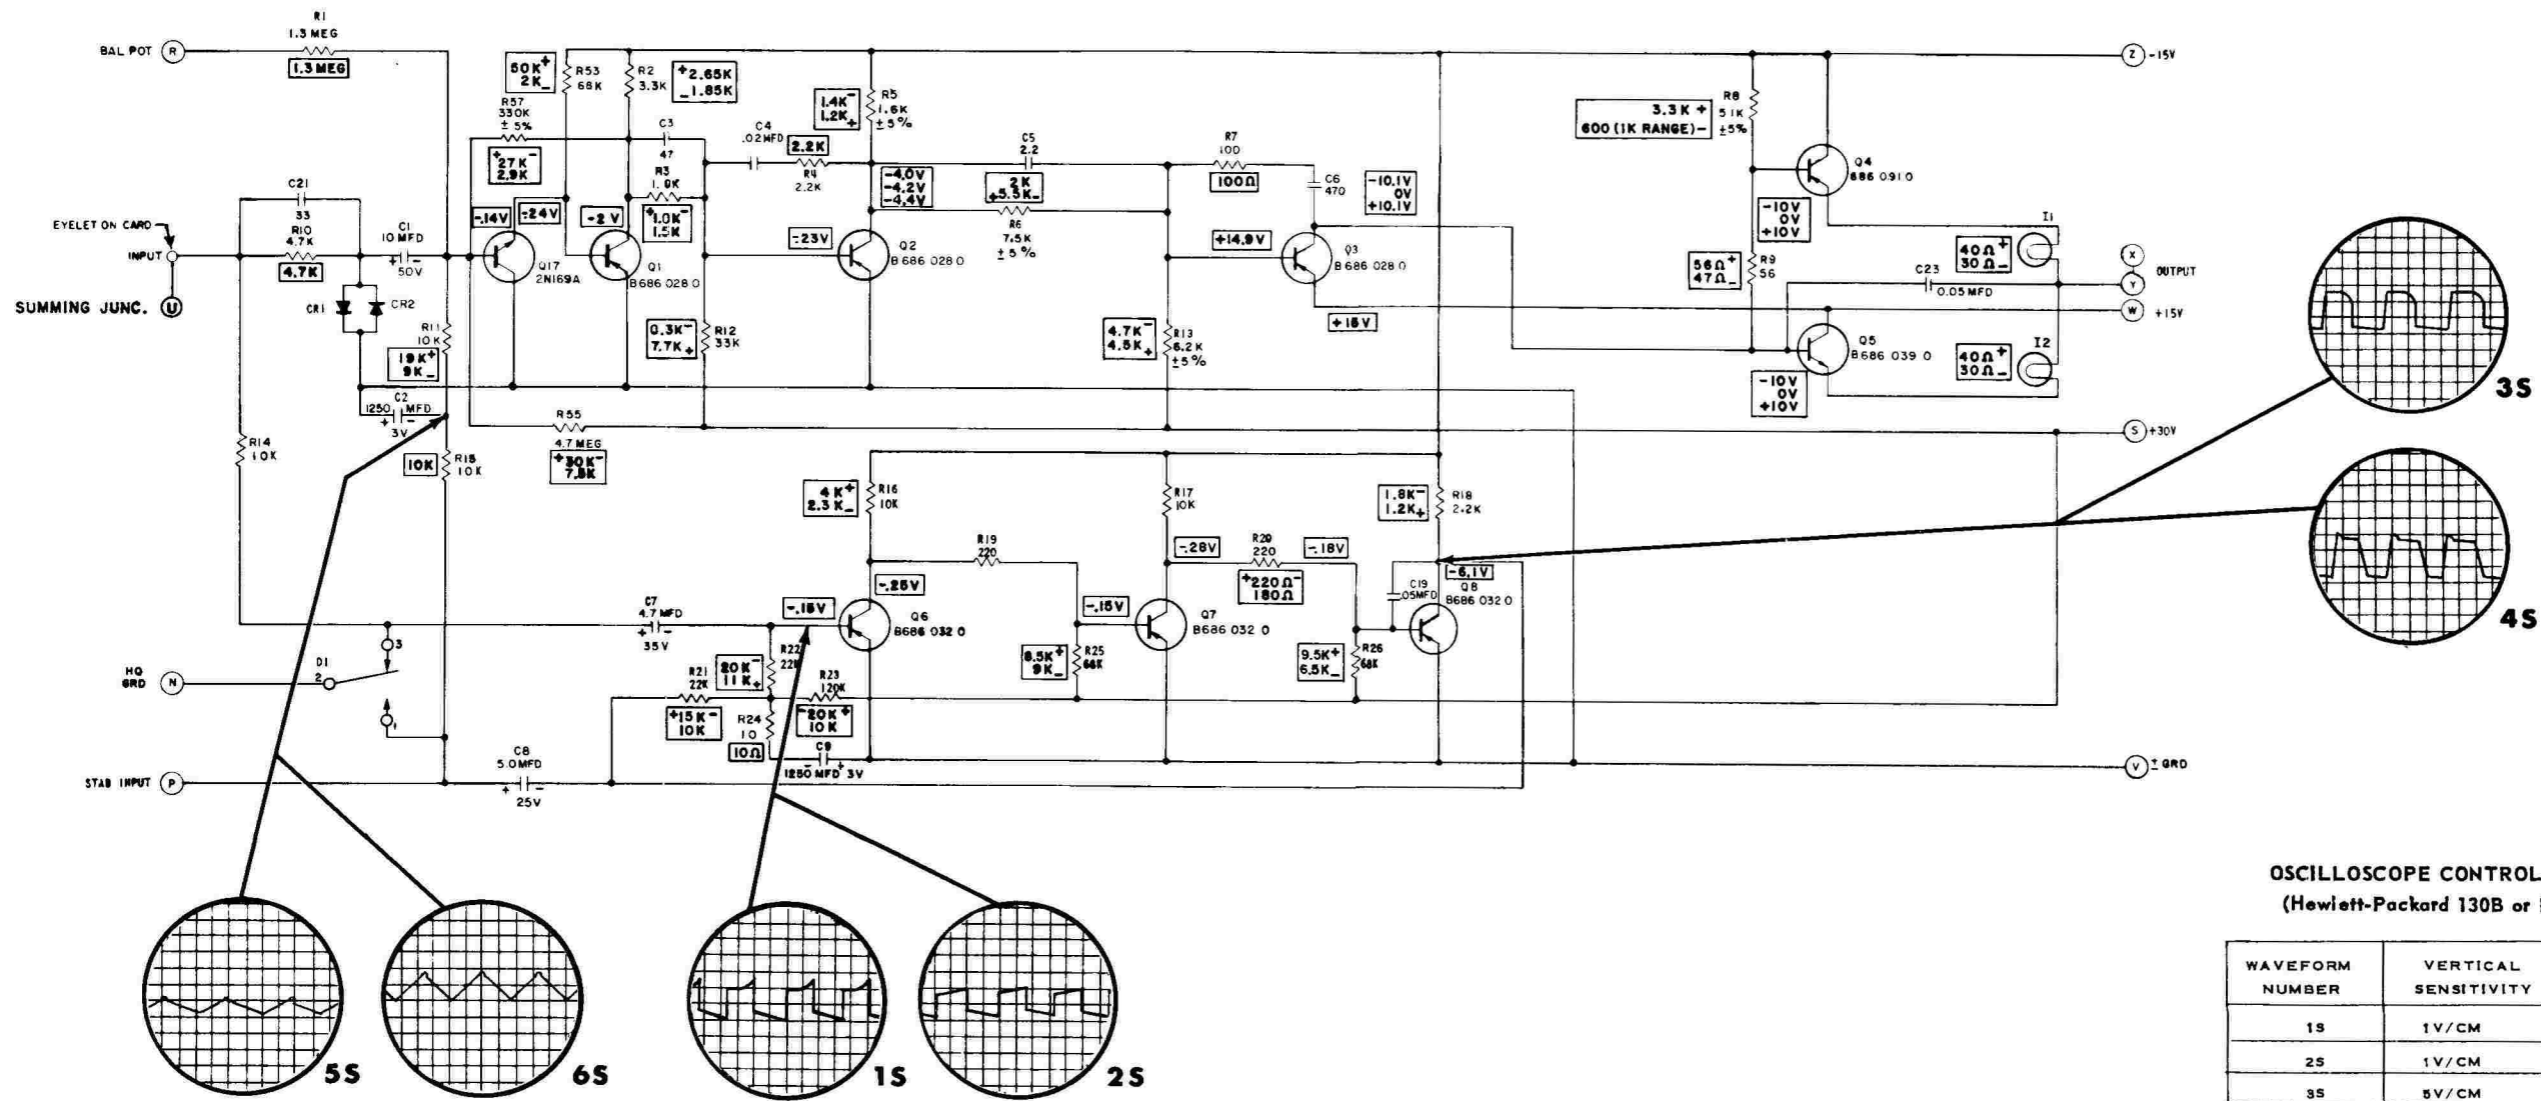 R1
1.3 MEG
BAL POT R
1.3 MEG
50K+
2K-
R53
68K
R2
3.3K
+2.65K
-1.85K
R57
330K
± 5%
+27K-
2.9K
C3
47
C4
.02MFD
2.2K
R4
2.2K
1.4K-
1.2K+
R5
1.6K
±5%
C5
2.2
2K
+5.5K-
R6
7.5K
±5%
R7
100
100Ω
C6
470
-10.1V
0V
+10.1V
3.3K +
600 (1K RANGE)-
R8
51K
±5%
Q4
686 091 0
Z -15V
C21
33
EYELET ON CARD
INPUT
R10
4.7K
4.7K
C1
10 MFD
+ -
50V
SUMMING JUNC. U
CR1
CR2
-.14V
-.24V
-.2 V
Q17
2N169A
Q1
B686 028 0
R3
+1.0K-
1.5K
-4.0V
-4.2V
-4.4V
-.23V
Q2
B 686 028 0
+14.9V
Q3
B 686 028 0
+15V
-10V
0V
+10V
56Ω+
47Ω-
R9
56
I1
40Ω+
30Ω-
C23
0.05MFD
X
Y
OUTPUT
W +15V
Q5
B 686 039 0
-10V
0V
+10V
I2
40Ω+
30Ω-
3S
R11
10K
19K+
9K-
7.7K+
R12
33K
4.7K-
4.5K+
R13
6.2K
±5%
C2
1250 MFD
+ -
3V
R55
4.7 MEG
+30K-
R14
10K
10K
R15
10K
S +30V
4K+
2.3K-
R16
10K
R17
10K
1.8K-
1.2K+
R18
2.2K
4S
R19
220
-.25V
-.28V
R20
220
-.18V
+220Ω-
180Ω
-6.1V
C19
.05MFD
Q8
B686 032 0
C7
4.7 MFD
+ -
35V
-.15V
Q6
B686 032 0
-.15V
Q7
B686 032 0
HQ
GRD N
D1
2
3
1
R22
22K
20K-
11K+
R21
22K
+15K-
10K
R23
120K
-20K+
10K
R24
10
10Ω
C9
1250 MFD
- +
3V
8.5K+
9K-
R25
68K
9.5K+
6.5K-
R26
68K
STAB INPUT P
C8
5.0 MFD
+ -
25V
V ± GRD
5S
6S
1S
2S
OSCILLOSCOPE CONTROL
(Hewlett-Packard 130B or
WAVEFORM
NUMBER
VERTICAL
SENSITIVITY
1S 1V/CM
2S 1V/CM
3S 5V/CM